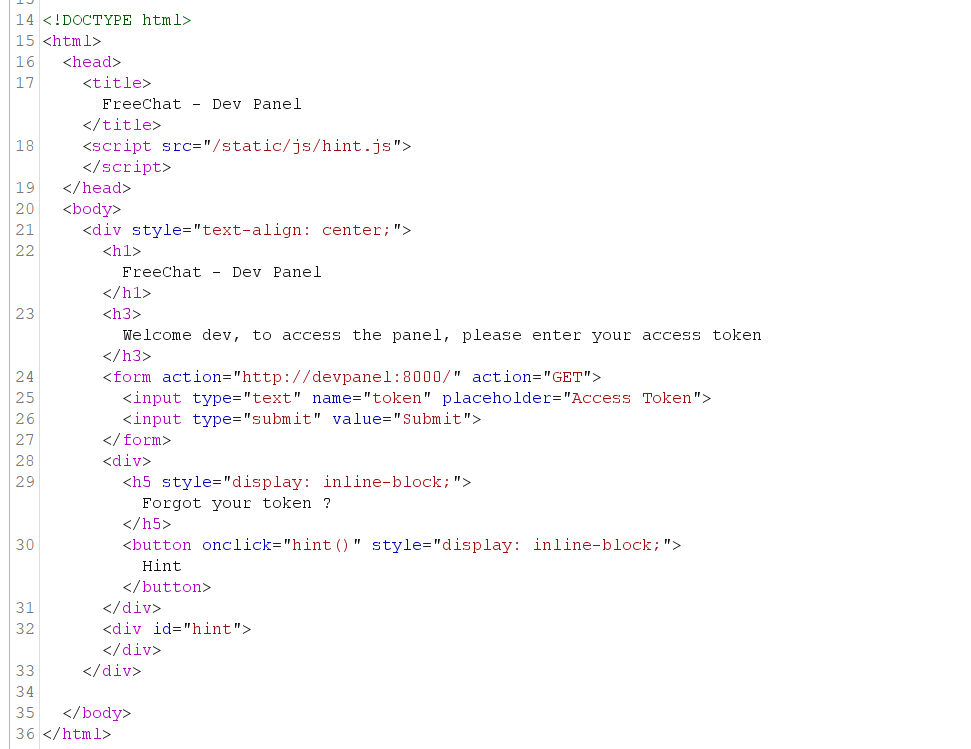 14 <!DOCTYPE html>
15 <html>
16 <head>
17 <title>
FreeChat - Dev Panel
</title>
18 <script src="/static/js/hint.js">
</script>
19 </head>
20 <body>
21 <div style="text-align: center;">
22 <h1>
FreeChat - Dev Panel
</h1>
23 <h3>
Welcome dev, to access the panel, please enter your access token
</h3>
24 <form action="http://devpanel:8000/" action="GET">
25 <input type="text" name="token" placeholder="Access Token">
26 <input type="submit" value="Submit">
27 </form>
28 <div>
29 <h5 style="display: inline-block;">
Forgot your token ?
</h5>
30 <button onclick="hint()" style="display: inline-block;">
Hint
</button>
31 </div>
32 <div id="hint">
</div>
33 </div>
34
35 </body>
36 </html>